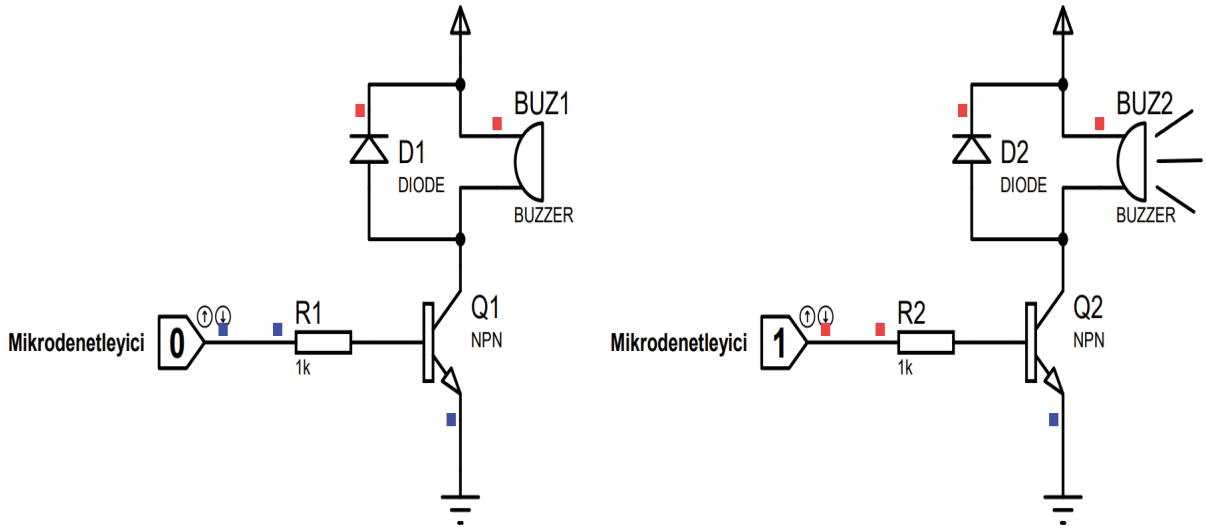 BUZ1
D1
DIODE
BUZZER
Mikrodenetleyici 0
R1
1k
Q1
NPN
BUZ2
D2
DIODE
BUZZER
Mikrodenetleyici 1
R2
1k
Q2
NPN